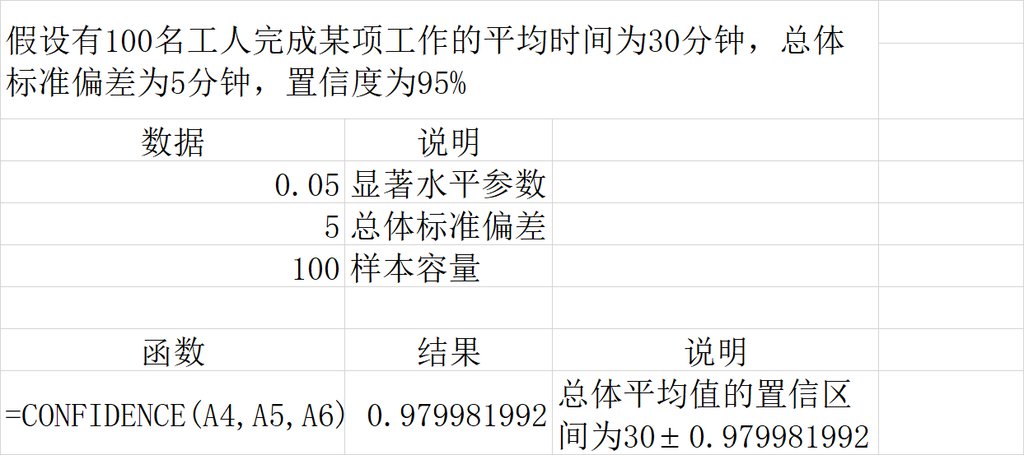 假设有100名工人完成某项工作的平均时间为30分钟，总体
标准偏差为5分钟，置信度为95%
数据 说明
0.05 显著水平参数
5 总体标准偏差
100 样本容量
函数 结果 说明
=CONFIDENCE(A4,A5,A6) 0.979981992 总体平均值的置信区
间为30±0.979981992